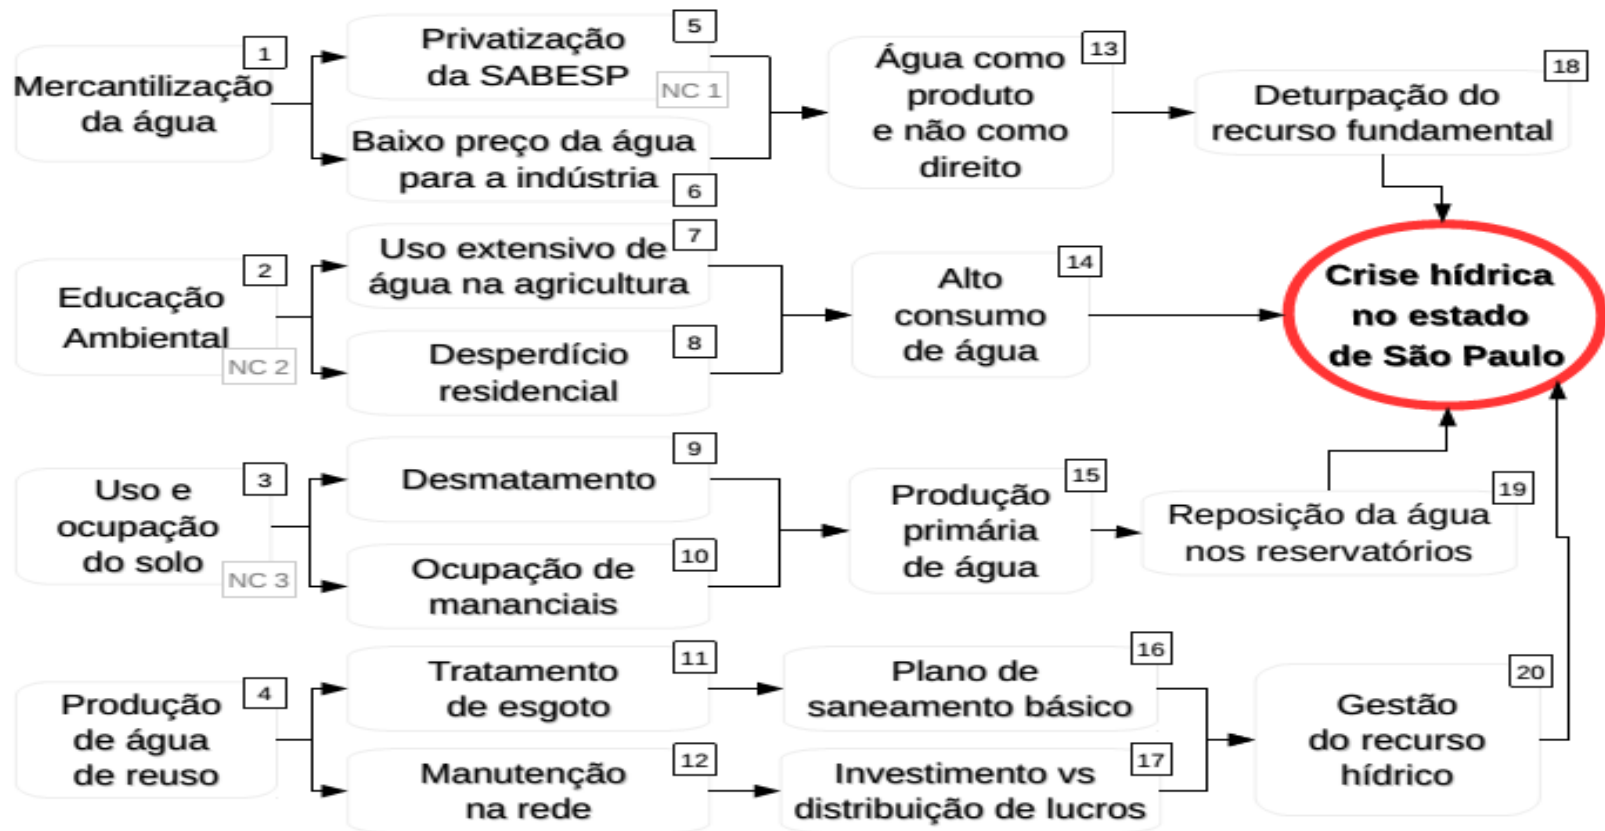 1
Mercantilização
da água
5
Privatização
da SABESP
NC 1
Baixo preço da água
para a indústria
6
13
Água como
produto
e não como
direito
18
Deturpação do
recurso fundamental
2
Educação
Ambiental
NC 2
7
Uso extensivo de
água na agricultura
8
Desperdício
residencial
14
Alto
consumo
de água
Crise hídrica
no estado
de São Paulo
3
Uso e
ocupação
do solo
NC 3
9
Desmatamento
10
Ocupação de
mananciais
15
Produção
primária
de água
19
Reposição da água
nos reservatórios
4
Produção
de água
de reuso
11
Tratamento
de esgoto
12
Manutenção
na rede
16
Plano de
saneamento básico
17
Investimento vs
distribuição de lucros
20
Gestão
do recurso
hídrico